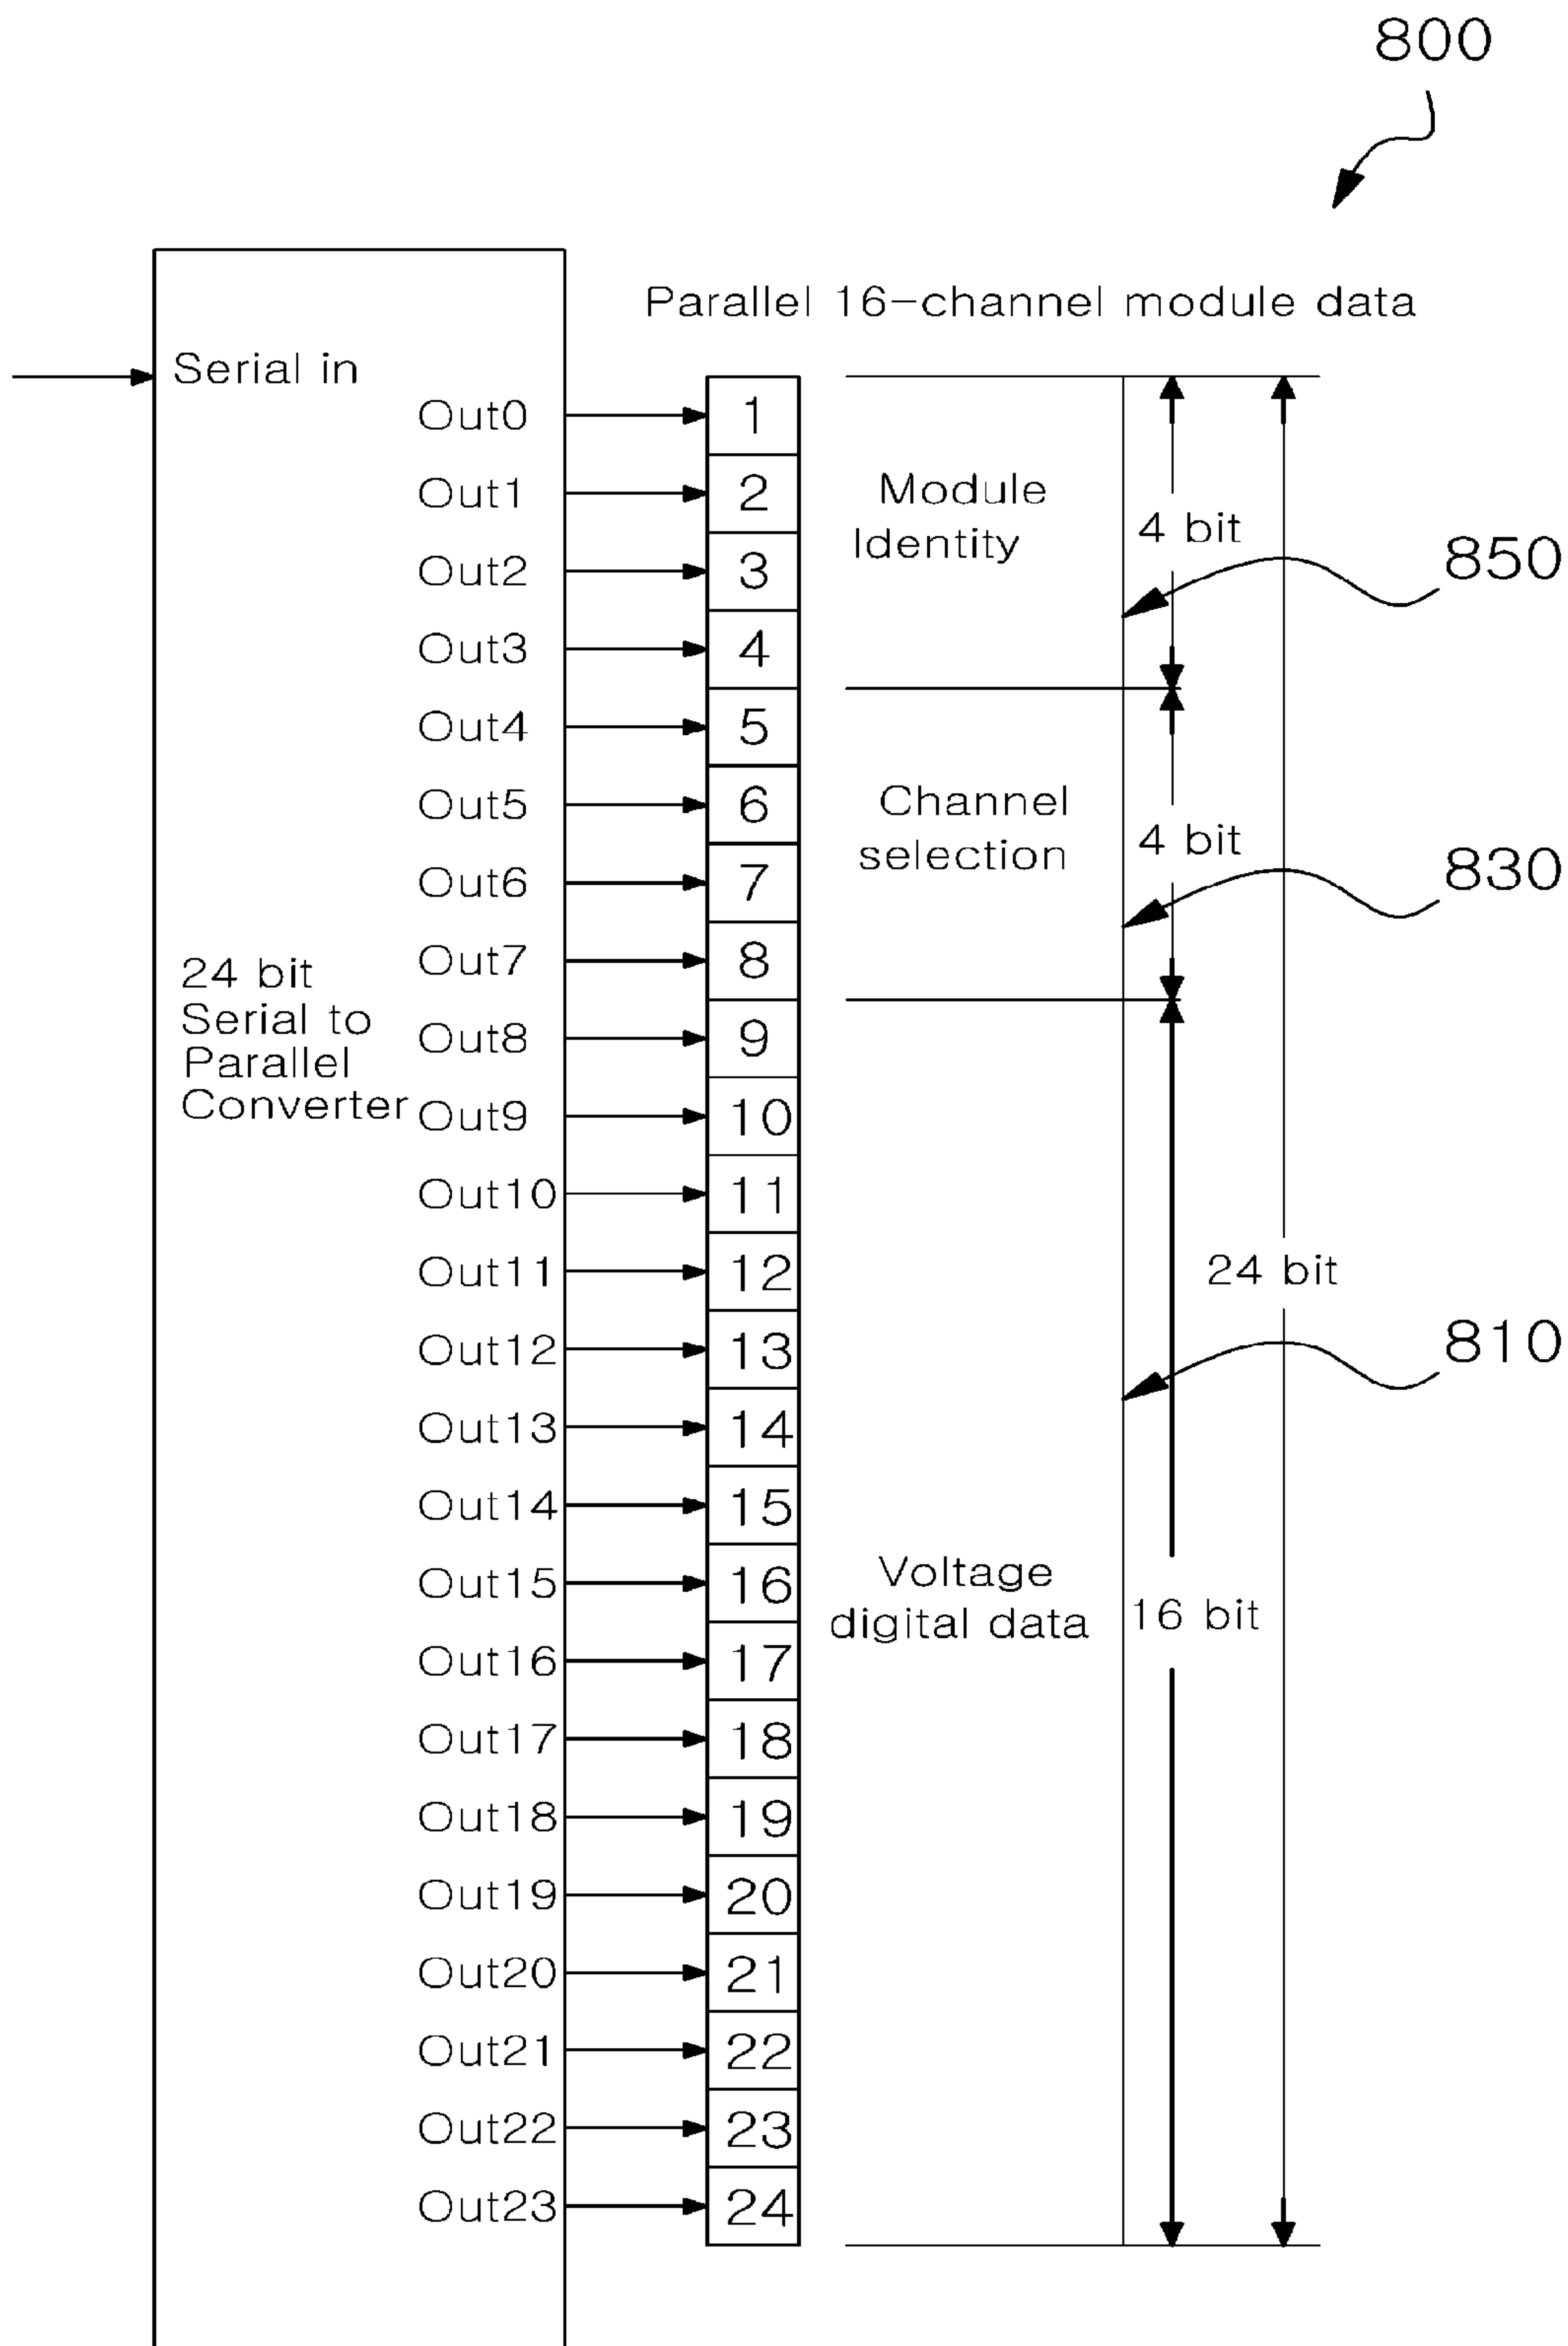 800
Parallel 16-channel module data
Serial in
Out0
1
Out1
2
Out2
3
Out3
4
Module
Identity
4 bit
850
Out4
5
Out5
6
Out6
7
Out7
8
Channel
selection
4 bit
830
24 bit
Serial to
Parallel
Converter
Out8
9
Out9
10
Out10
11
Out11
12
Out12
13
Out13
14
Out14
15
Out15
16
Out16
17
Out17
18
Out18
19
Out19
20
Out20
21
Out21
22
Out22
23
Out23
24
24 bit
810
Voltage
digital data
16 bit